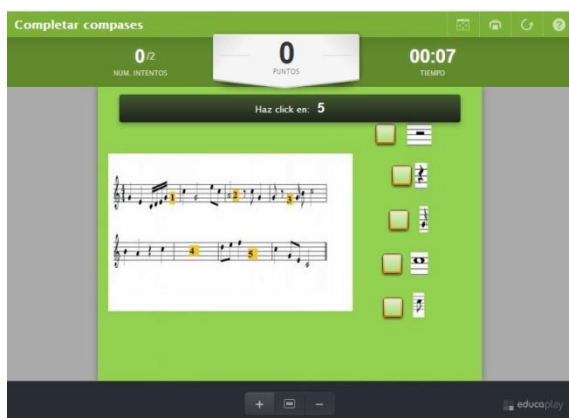 Completar compases
0/2
NUM. INTENTOS
0
PUNTOS
00:07
TIEMPO
Haz click en: 5
1
2
3
4
5
educaplay